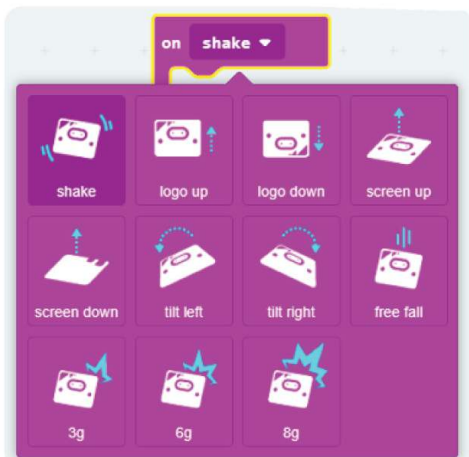 on shake
shake logo up logo down screen up
screen down tilt left tilt right free fall
3g 6g 8g